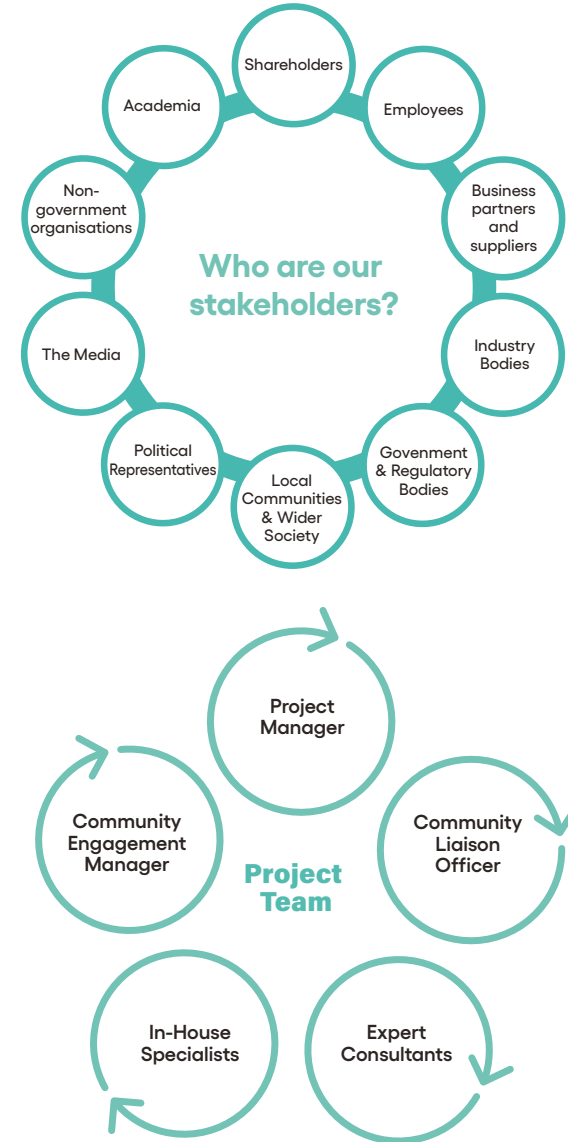 Shareholders
Employees
Business
partners
and
suppliers
Industry
Bodies
Govenment
& Regulatory
Bodies
Local
Communities
& Wider
Society
Political
Representatives
The Media
Non-
government
organisations
Academia
Who are our
stakeholders?
Project
Manager
Community
Liaison
Officer
Expert
Consultants
In-House
Specialists
Community
Engagement
Manager
Project
Team